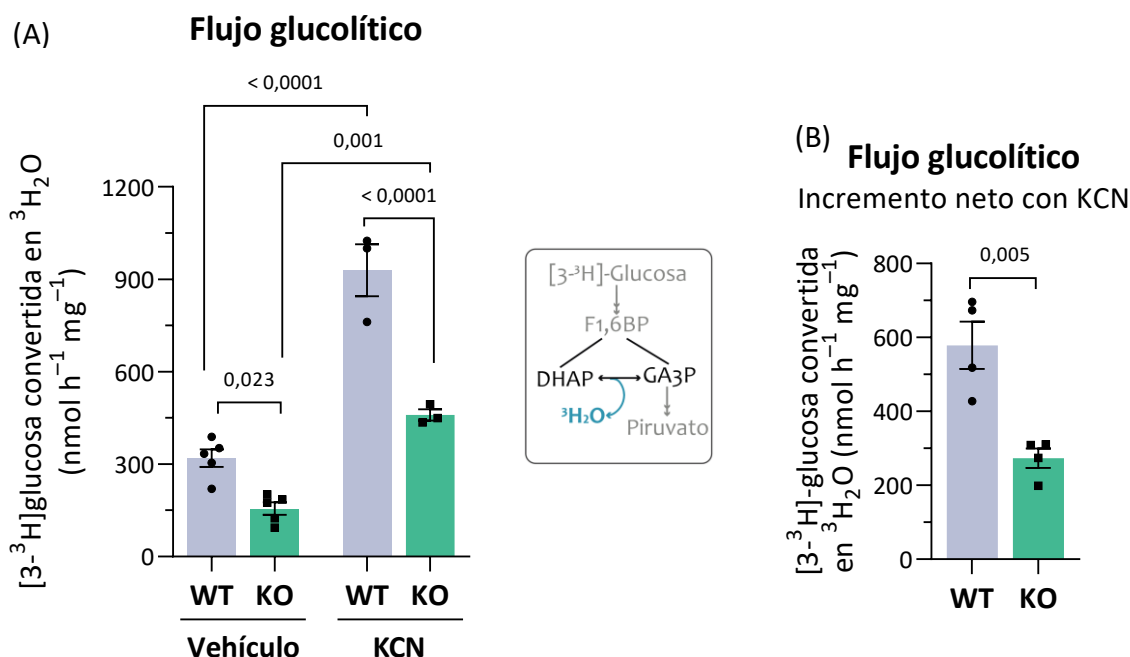 (A)
Flujo glucolítico
[3-³H]glucosa convertida en ³H₂O
(nmol h⁻¹ mg⁻¹)
1200
900
600
300
0
< 0,0001
0,001
< 0,0001
0,023
WT
KO
WT
KO
Vehículo
KCN
[3-³H]-Glucosa
F1,6BP
DHAP
GA3P
³H₂O
Piruvato
(B)
Flujo glucolítico
Incremento neto con KCN
[3-³H]-glucosa convertida
en ³H₂O (nmol h⁻¹ mg⁻¹)
800
600
400
200
0
0,005
WT
KO